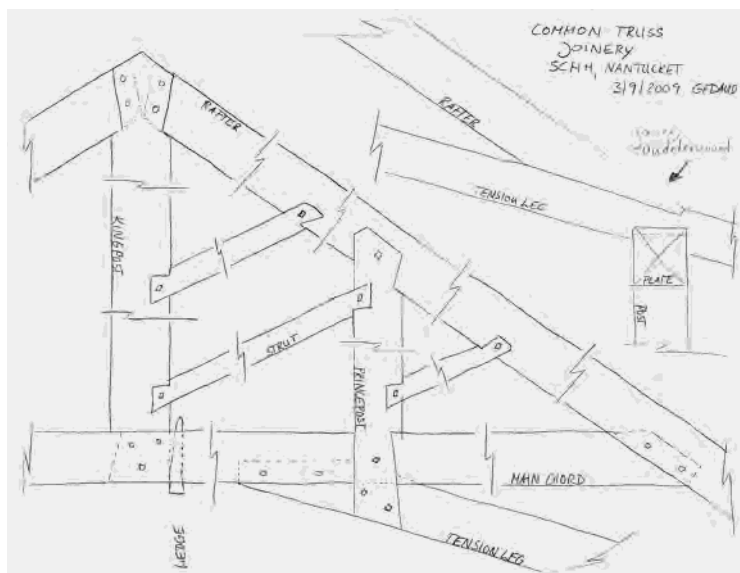 COMMON TRUSS
JOINERY
SCMH, NANTUCKET
3/9/2009
RAFTER
RAFTER
TENSION LEG
KINGPOST
PLATE
POST
STRUT
PRINCEPOST
MAIN CHORD
WEDGE
TENSION LEG